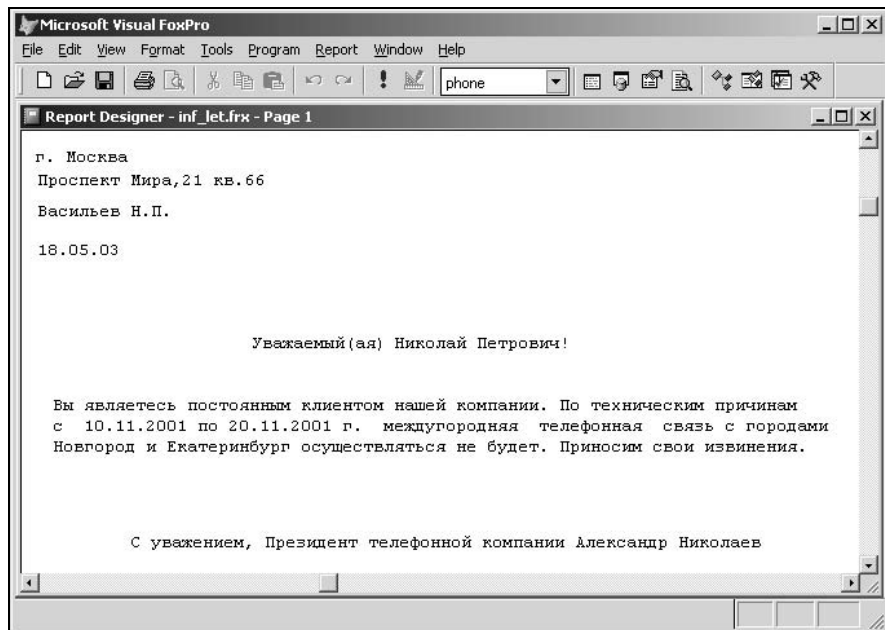 Microsoft Visual FoxPro
File Edit View Format Tools Program Report Window Help
phone
Report Designer - inf_let.frx - Page 1
г. Москва
Проспект Мира,21 кв.66
Васильев Н.П.
18.05.03
Уважаемый(ая) Николай Петрович!
Вы являетесь постоянным клиентом нашей компании. По техническим причинам
с 10.11.2001 по 20.11.2001 г. междугородняя телефонная связь с городами
Новгород и Екатеринбург осуществляться не будет. Приносим свои извинения.
С уважением, Президент телефонной компании Александр Николаев